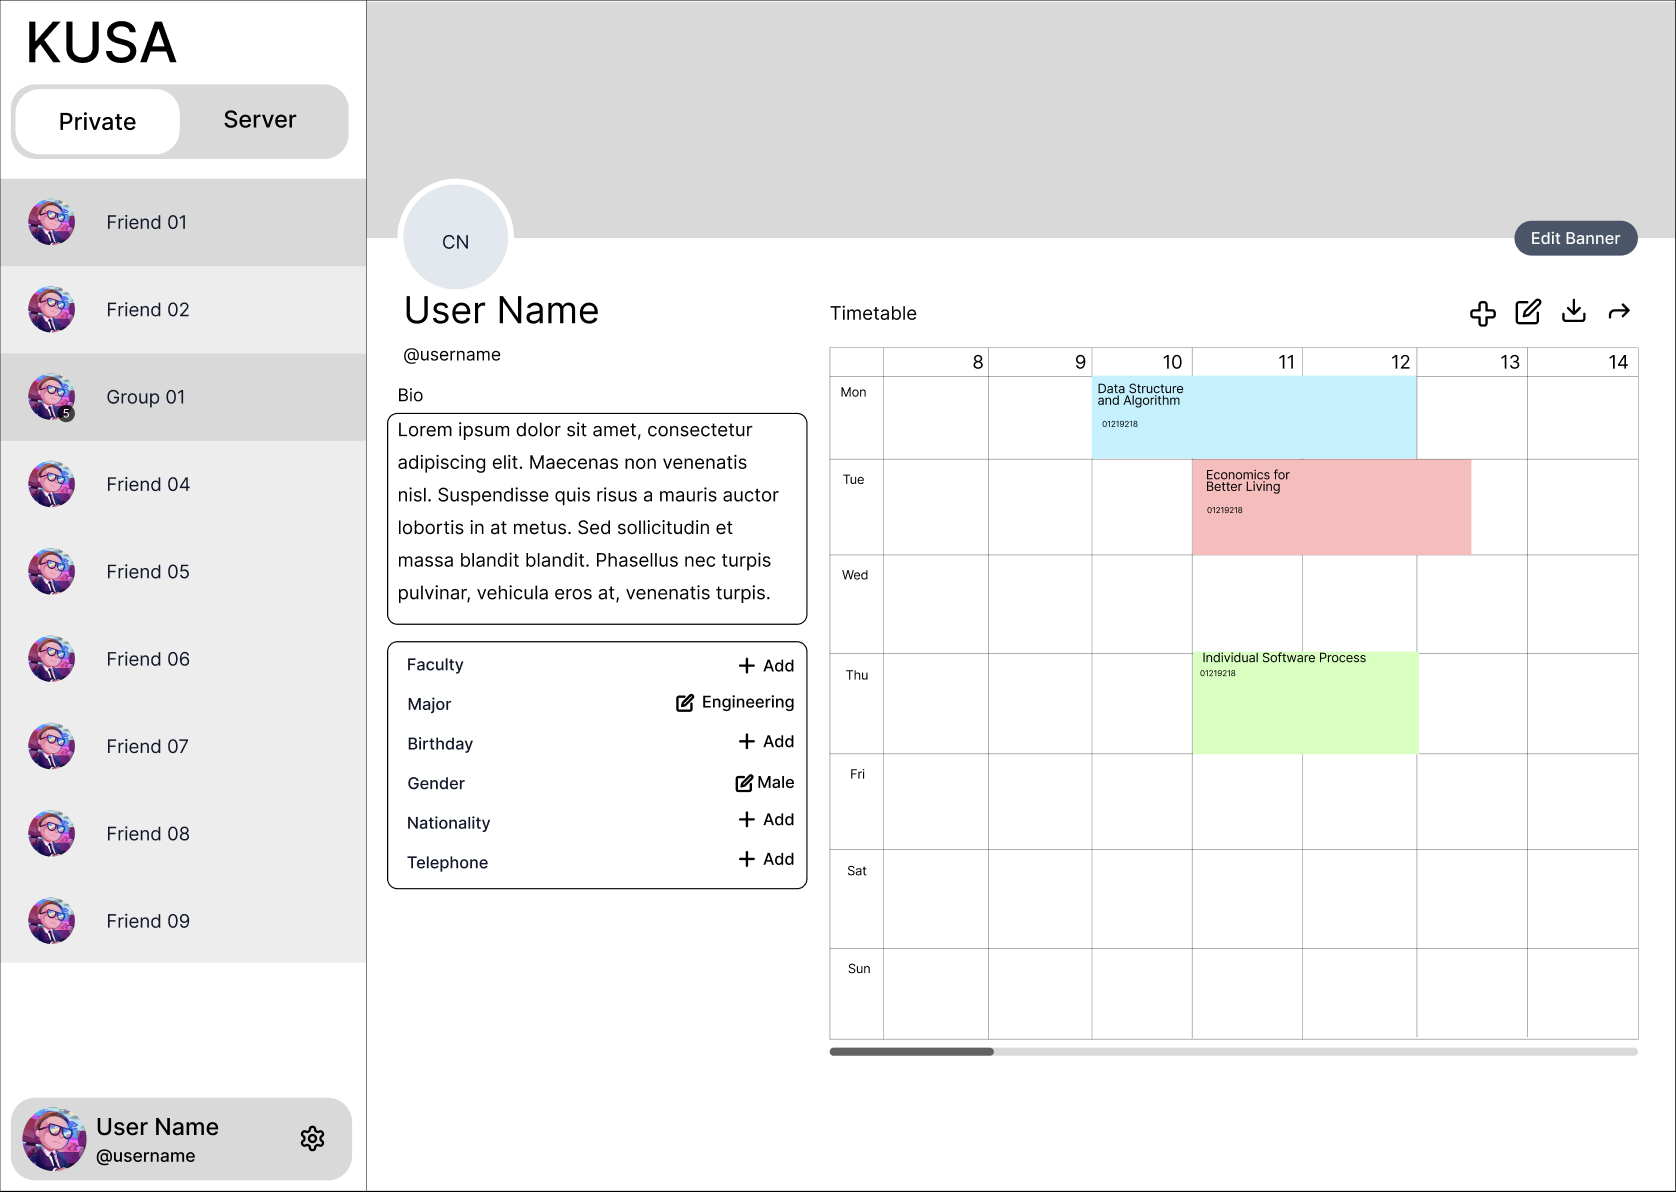 KUSA
Private
Server
Friend 01
Friend 02
Group 01
5
Friend 04
Friend 05
Friend 06
Friend 07
Friend 08
Friend 09
User Name
@username
CN
Edit Banner
User Name
@username
Bio
Lorem ipsum dolor sit amet, consectetur
adipiscing elit. Maecenas non venenatis
nisl. Suspendisse quis risus a mauris auctor
lobortis in at metus. Sed sollicitudin et
massa blandit blandit. Phasellus nec turpis
pulvinar, vehicula eros at, venenatis turpis.
Faculty + Add
Major Engineering
Birthday + Add
Gender Male
Nationality + Add
Telephone + Add
Timetable
8 9 10 11 12 13 14
Mon
Data Structure
and Algorithm
01219218
Tue
Economics for
Better Living
01219218
Wed
Thu
Individual Software Process
01219218
Fri
Sat
Sun